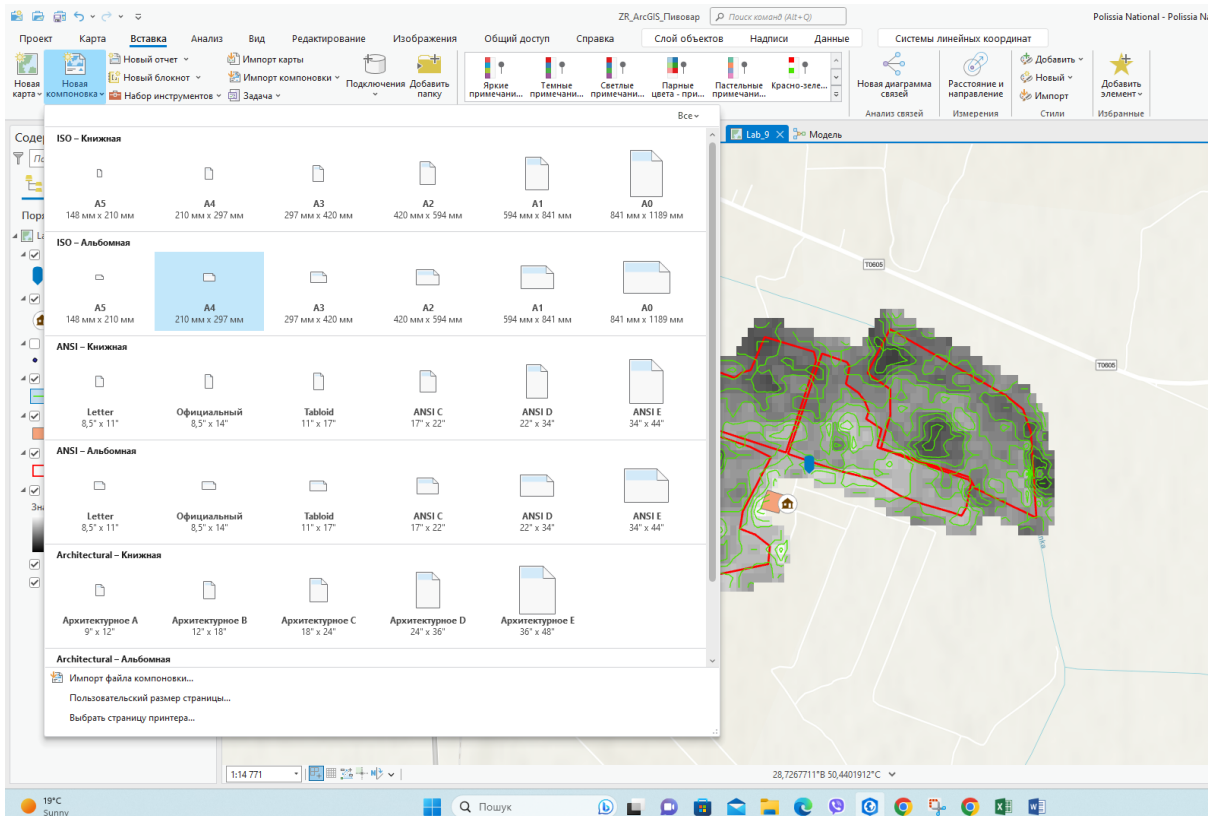 ZR_ArcGIS_Пивовар
Поиск команд (Alt+Q)
Polissia National - Polissia Na
Проект Карта Вставка Анализ Вид Редактирование Изображения Общий доступ Справка Слой объектов Надписи Данные Системы линейных координат
Новая карта
Новая компоновка
Новый отчет
Новый блокнот
Набор инструментов
Импорт карты
Импорт компоновки
Задача
Подключения
Добавить папку
Яркие примечани...
Темные примечани...
Светлые примечани...
Парные цвета - при...
Пастельные примечани...
Красно-зеле...
Новая диаграмма связей
Расстояние и направление
Добавить
Новый
Импорт
Добавить элемент
Анализ связей Измерения Стили Избранные
Все
Соде
По
Поря
La
Зна
ISO – Книжная
A5 A4 A3 A2 A1 A0
148 мм x 210 мм 210 мм x 297 мм 297 мм x 420 мм 420 мм x 594 мм 594 мм x 841 мм 841 мм x 1189 мм
ISO – Альбомная
A5 A4 A3 A2 A1 A0
148 мм x 210 мм 210 мм x 297 мм 297 мм x 420 мм 420 мм x 594 мм 594 мм x 841 мм 841 мм x 1189 мм
ANSI – Книжная
Letter Официальный Tabloid ANSI C ANSI D ANSI E
8,5" x 11" 8,5" x 14" 11" x 17" 17" x 22" 22" x 34" 34" x 44"
ANSI – Альбомная
Letter Официальный Tabloid ANSI C ANSI D ANSI E
8,5" x 11" 8,5" x 14" 11" x 17" 17" x 22" 22" x 34" 34" x 44"
Architectural – Книжная
Архитектурное A Архитектурное B Архитектурное C Архитектурное D Архитектурное E
9" x 12" 12" x 18" 18" x 24" 24" x 36" 36" x 48"
Architectural – Альбомная
Импорт файла компоновки...
Пользовательский размер страницы...
Выбрать страницу принтера...
Lab_9
Модель
T0605
T0605
1:14 771
28,7267711°В 50,4401912°С
19°C
Sunny
Пошук